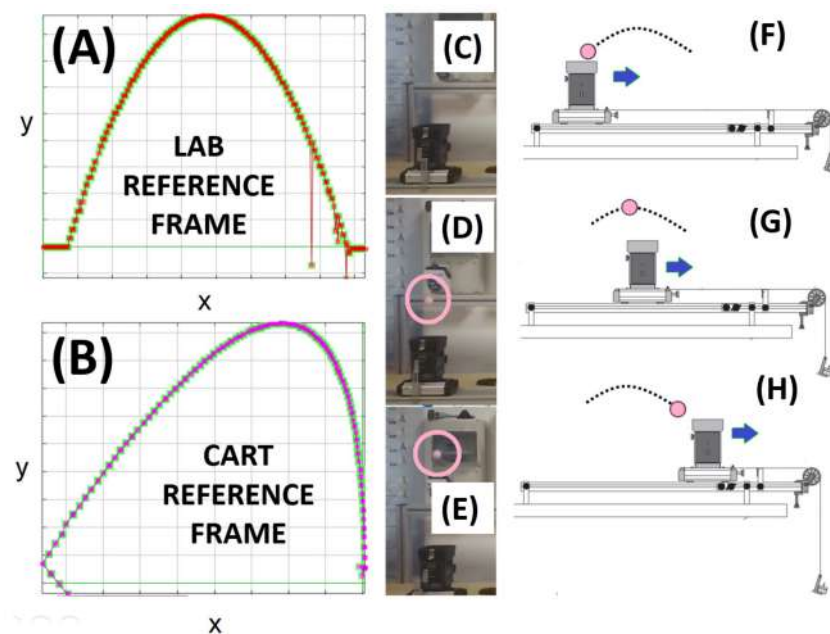 (A)
y
LAB
REFERENCE
FRAME
x
(B)
y
CART
REFERENCE
FRAME
x
(C)
(D)
(E)
(F)
(G)
(H)